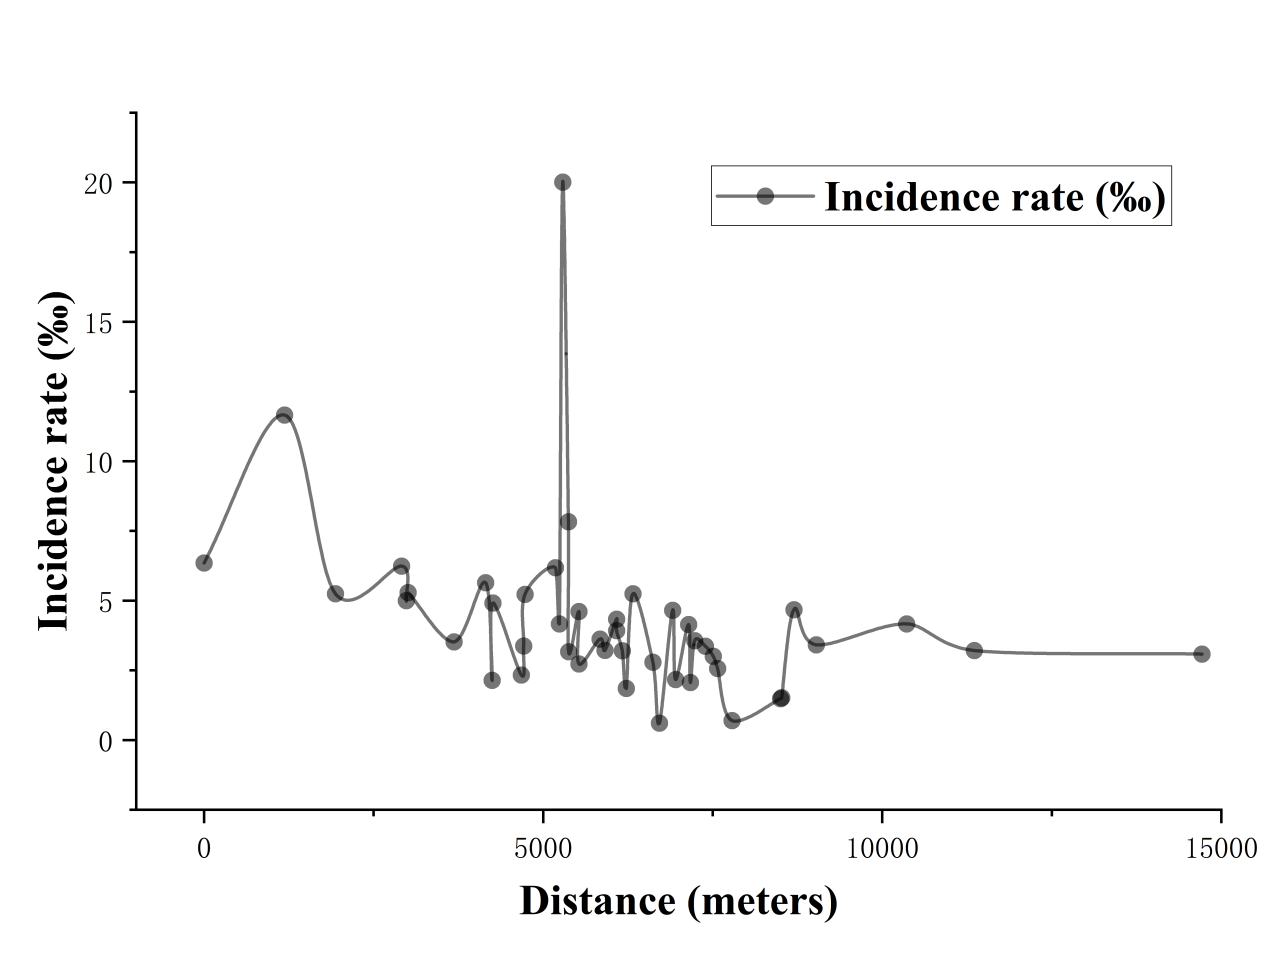 Incidence rate (‰)
20
15
10
5
0
Incidence rate (‰)
0 5000 10000 15000
Distance (meters)